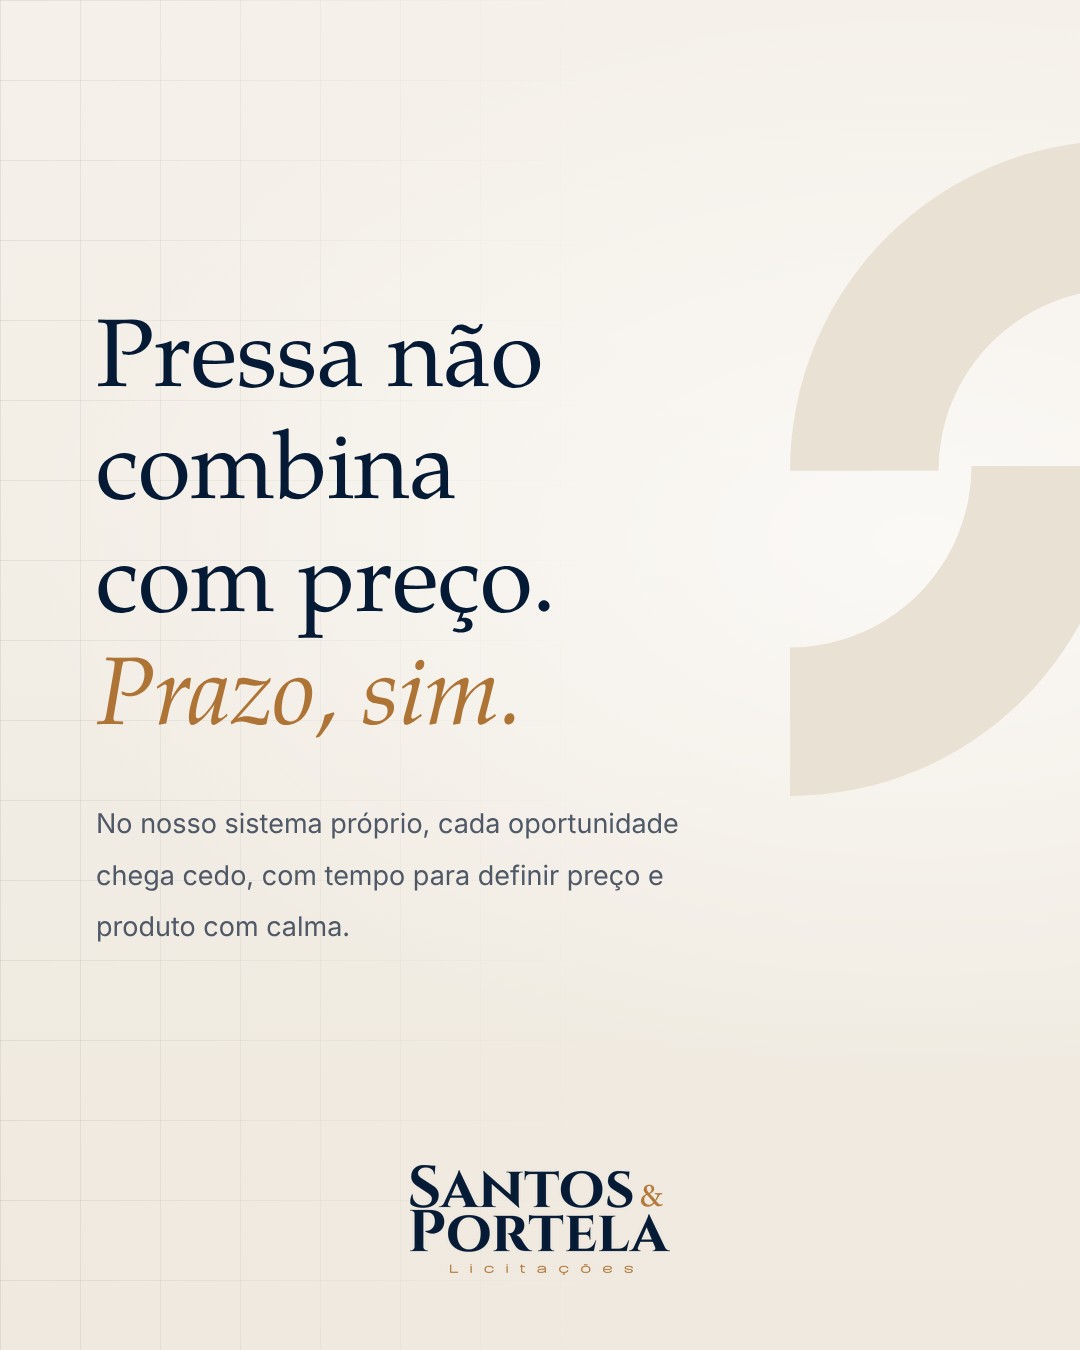 Pressa não
combina
com preço.
Prazo, sim.
No nosso sistema próprio, cada oportunidade
chega cedo, com tempo para definir preço e
produto com calma.
SANTOS &
PORTELA
Licitações